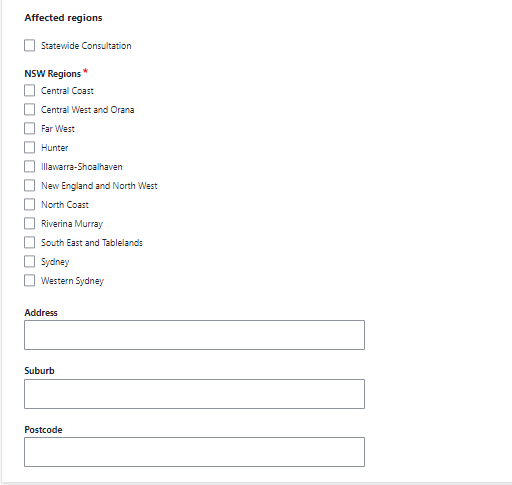 Affected regions
Statewide Consultation
NSW Regions *
Central Coast
Central West and Orana
Far West
Hunter
Illawarra-Shoalhaven
New England and North West
North Coast
Riverina Murray
South East and Tablelands
Sydney
Western Sydney
Address
Suburb
Postcode